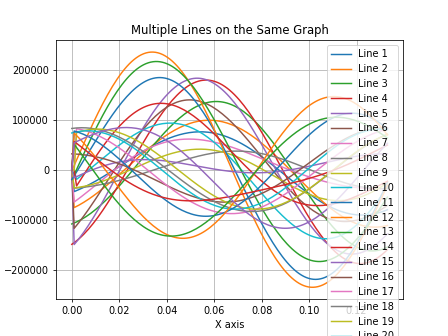 Multiple Lines on the Same Graph
200000
100000
0
−100000
−200000
0.00 0.02 0.04 0.06 0.08 0.10
X axis
Line 1
Line 2
Line 3
Line 4
Line 5
Line 6
Line 7
Line 8
Line 9
Line 10
Line 11
Line 12
Line 13
Line 14
Line 15
Line 16
Line 17
Line 18
Line 19
Line 20